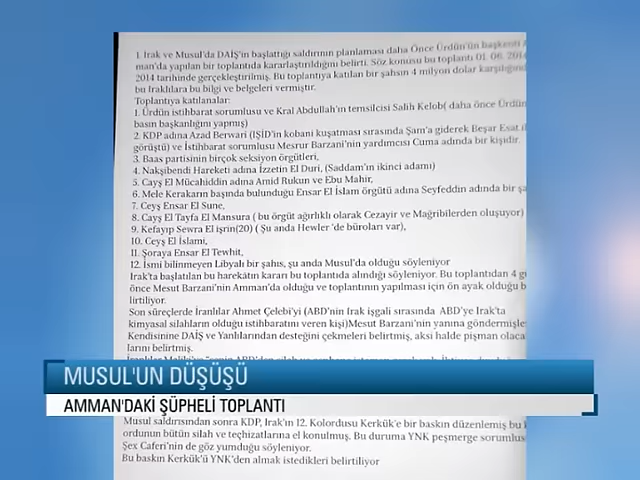 1. Irak ve Musul'da DAİŞ'in başlattığı saldırının planlaması daha Önce Ürdün'ün başkenti
man'da yapılan bir toplantıda kararlaştırıldığını belirti. Söz konusu bu toplantı 01. 06. 2014
2014 tarihinde gerçekleştirilmiş. Bu toplantıya katılan bir şahsın 4 milyon dolar karşılığında
bu Iraklılara bu bilgi ve belgeleri vermiştir.
Toplantıya katılanalar:
1. Ürdün istihbarat sorumlusu ve Kral Abdullah'ın temsilcisi Salih Kelob( daha önce Ürdün
basın başkanlığını yapmış)
2. KDP adına Azad Berwari (IŞİD'in kobani kuşatması sırasında Şam'a giderek Beşar Esat
görüştü) ve İstihbarat sorumlusu Mesrur Barzani'nin yardımcısı Cuma adında bir kişidir.
3. Baas partisinin birçok seksiyon örgütleri,
4. Nakşibendi Hareketi adına İzzetin El Duri, (Saddam'ın ikinci adamı)
5. Cayş El Mücahiddin adına Amid Rukun ve Ebu Mahir,
6. Mele Kerakarın başında bulunduğu Ensar El İslam örgütü adına Seyfeddin adında bir
7. Ceyş Ensar El Sune,
8. Cayş El Tayfa El Mansura ( bu örgüt ağırlıklı olarak Cezayir ve Mağribilerden oluşuyor)
9. Kefayıp Sewra El işrin(20) ( Şu anda Hewler 'de büroları var),
10. Ceyş El İslami,
11. Şoraya Ensar El Tewhit,
12. İsmi bilinmeyen Libyalı bir şahıs, şu anda Musul'da olduğu söyleniyor
Irak'ta başlatılan bu harekâtın kararı bu toplantıda alındığı söyleniyor. Bu toplantıdan 4
önce Mesut Barzani'nin Amman'da olduğu ve toplantının yapılması için ön ayak olduğu
lirtiliyor.
Son süreçlerde İranlılar Ahmet Çelebi'yi (ABD'nin Irak işgali sırasında ABD'ye Irak'ta
kimyasal silahların olduğu istihbaratını veren kişi)Mesut Barzani'nin yanına göndermişler
Kendisinine DAİŞ ve Yanlılarından desteğini çekmeleri belirtmiş, aksi halde pişman
larını belirtmiş.
MUSUL'UN DÜŞÜŞÜ
AMMAN'DAKİ ŞÜPHELİ TOPLANTI
Musul saldırısından sonra KDP, Irak'ın 12. Kolordusu Kerkük'e bir baskın düzenlemiş bu
ordunun bütün silah ve teçhizatlarına el konulmuş. Bu duruma YNK peşmerge sorumlusu
Şex Caferi'nin de göz yumduğu söyleniyor.
Bu baskın Kerkük'ü YNK'den almak istedikleri belirtiliyor